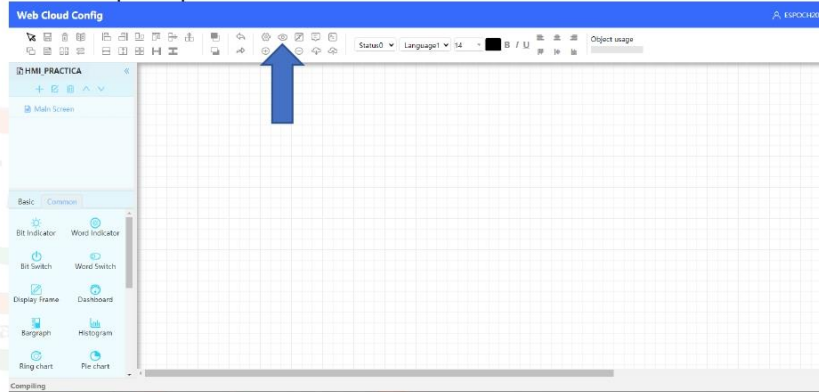 Web Cloud Config
ESPOCH20
Status0 Language1 14 B I U Object usage
HMI_PRACTICA
Main Screen
Basic Common
Bit Indicator Word Indicator
Bit Switch Word Switch
Display Frame Dashboard
Bargraph Histogram
Ring chart Pie chart
Compiling